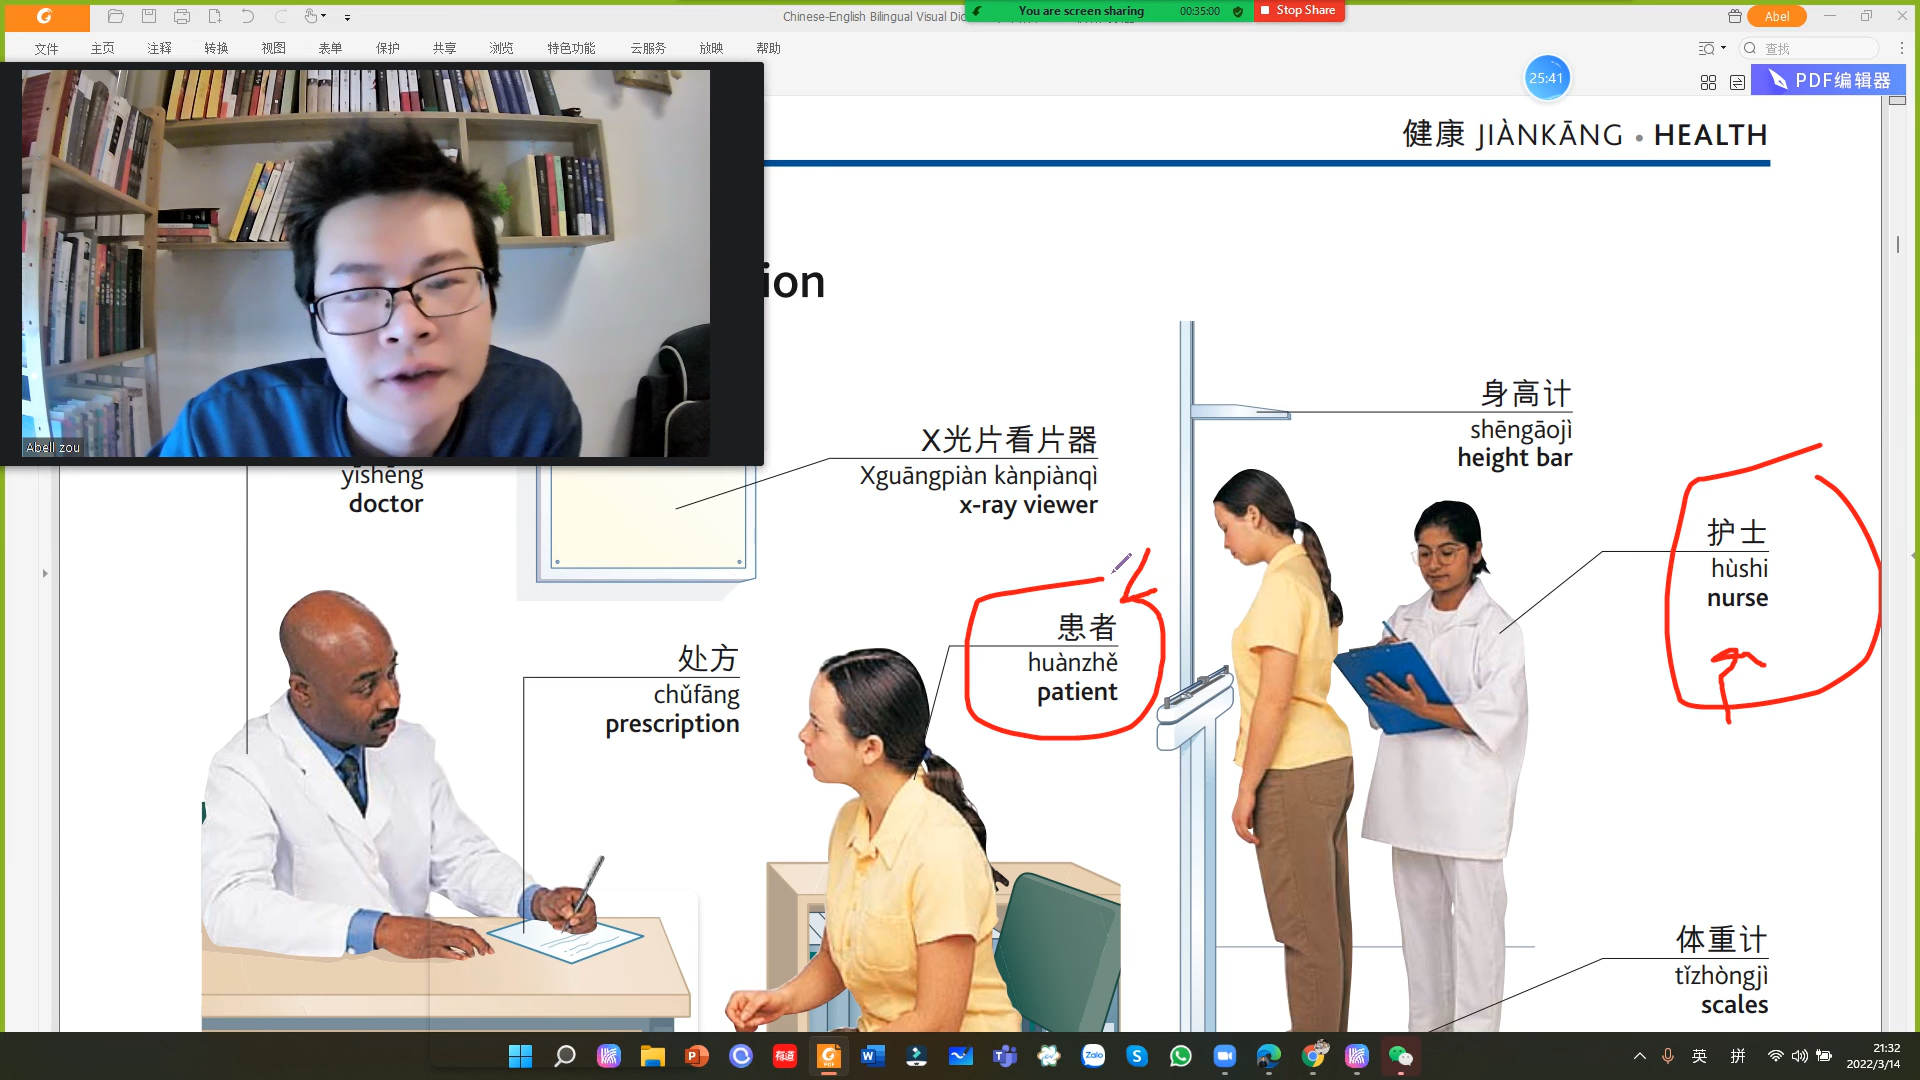 Chinese-English Bilingual Visual Dic
You are screen sharing
00:35:00
Stop Share
Abel
文件 主页 注释 转换 视图 表单 保护 共享 浏览 特色功能 云服务 放映 帮助
查找
25:41
PDF编辑器
健康 JIÀNKĀNG • HEALTH
ion
Abell zou
yīshēng
doctor
X光片看片器
Xguāngpiàn kànpiànqì
x-ray viewer
身高计
shēngāojì
height bar
护士
hùshi
nurse
患者
huànzhě
patient
处方
chǔfāng
prescription
体重计
tǐzhòngjì
scales
有道
PDF
Zalo
英
拼
21:32
2022/3/14